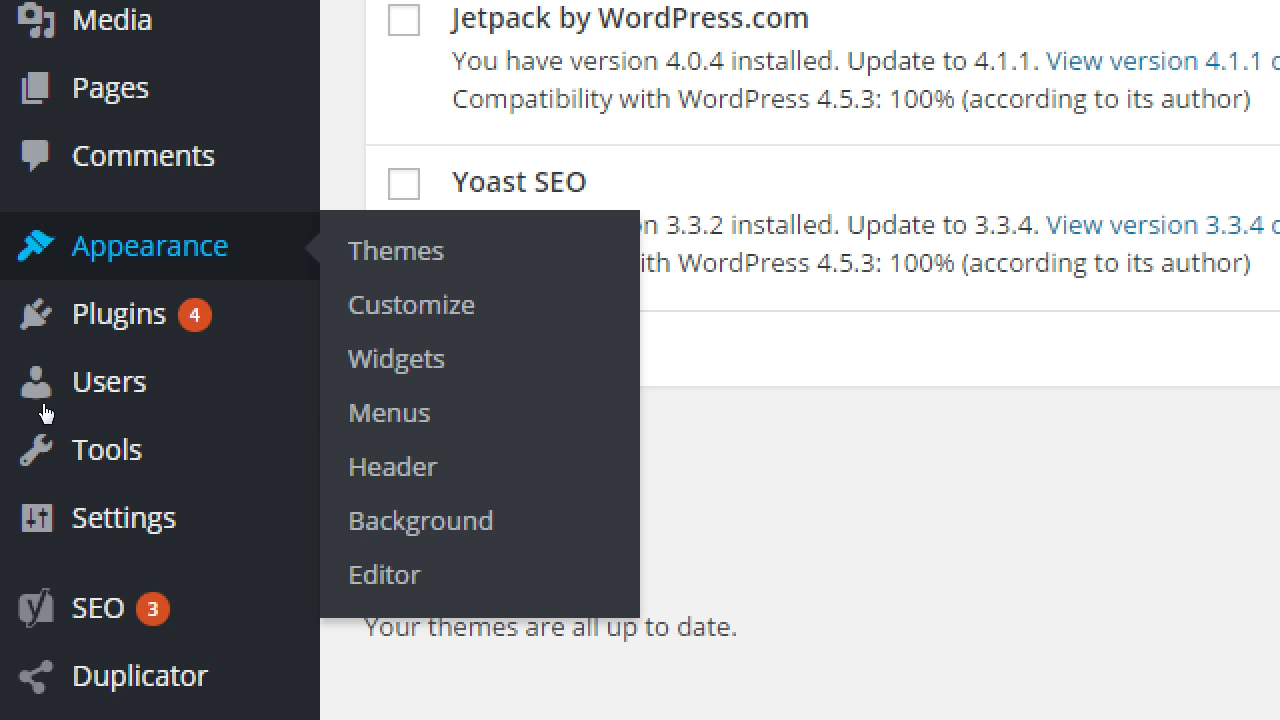 Media
Pages
Comments
Appearance
Plugins 4
Users
Tools
Settings
SEO 3
Duplicator
Themes
Customize
Widgets
Menus
Header
Background
Editor
Jetpack by WordPress.com
You have version 4.0.4 installed. Update to 4.1.1. View version 4.1.1
Compatibility with WordPress 4.5.3: 100% (according to its author)
Yoast SEO
3.3.2 installed. Update to 3.3.4. View version 3.3.4
WordPress 4.5.3: 100% (according to its author)
Your themes are all up to date.